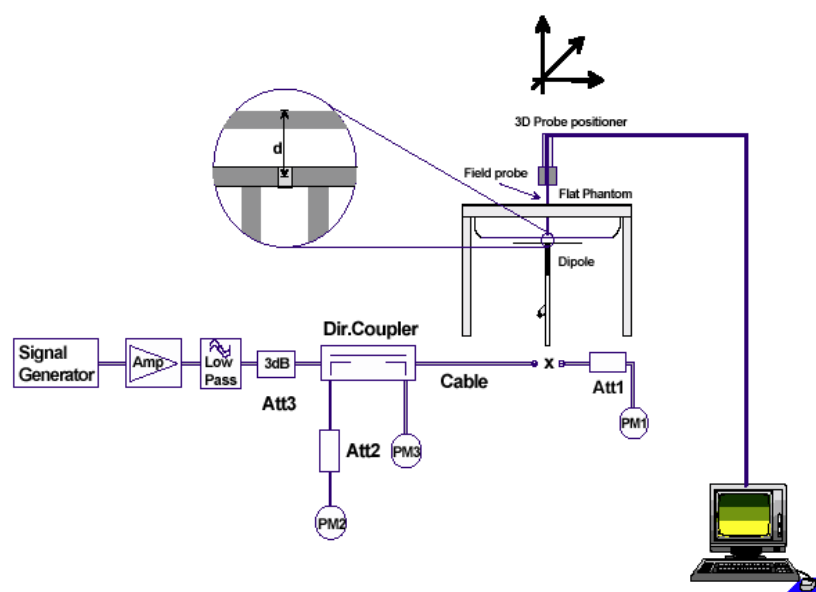 3D Probe positioner
d
Field probe
Flat Phantom
Dipole
Dir.Coupler
Signal
Generator
Amp
Low
Pass
3dB
Att3
Cable
x
Att1
PM1
Att2
PM3
PM2